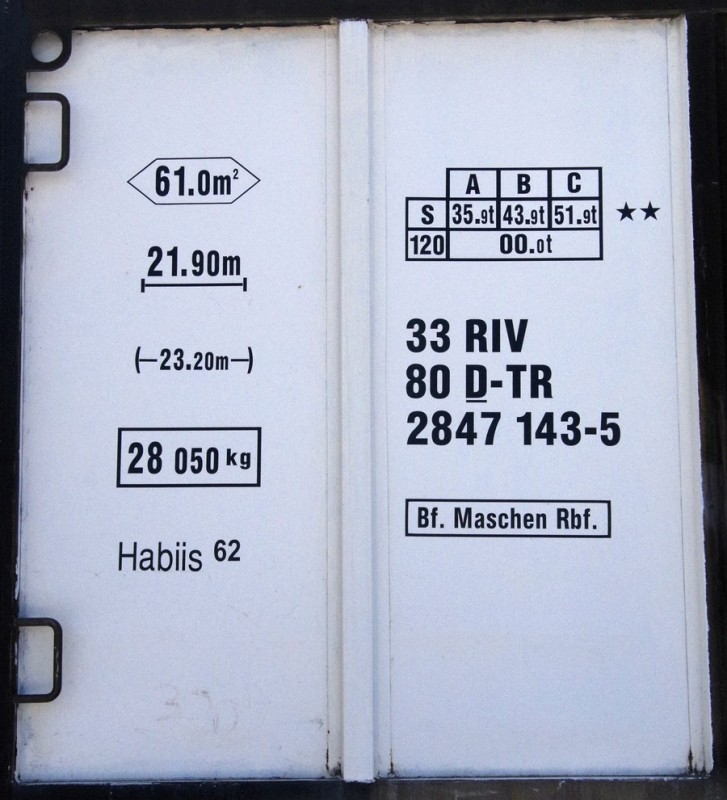 61.0m²
21.90m
(–23.20m–)
28 050 kg
Habiis 62
A B C
S 35.9t 43.9t 51.9t ★★
120 00.0t
33 RIV
80 D-TR
2847 143-5
Bf. Maschen Rbf.